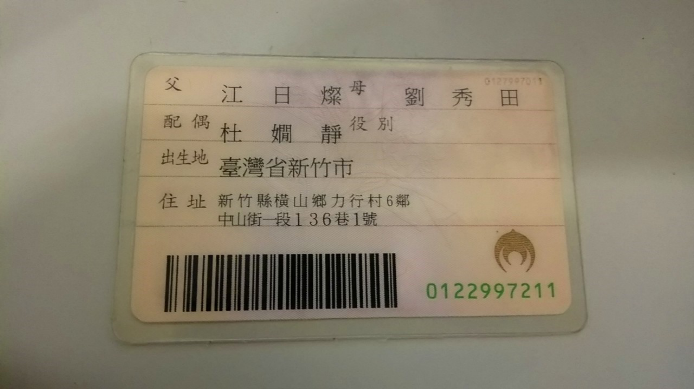 0122997211
父 江日燦 母 劉秀田
配偶 杜嫺靜 役別
出生地 臺灣省新竹市
住址 新竹縣橫山鄉力行村6鄰
中山街一段136巷1號
0122997211